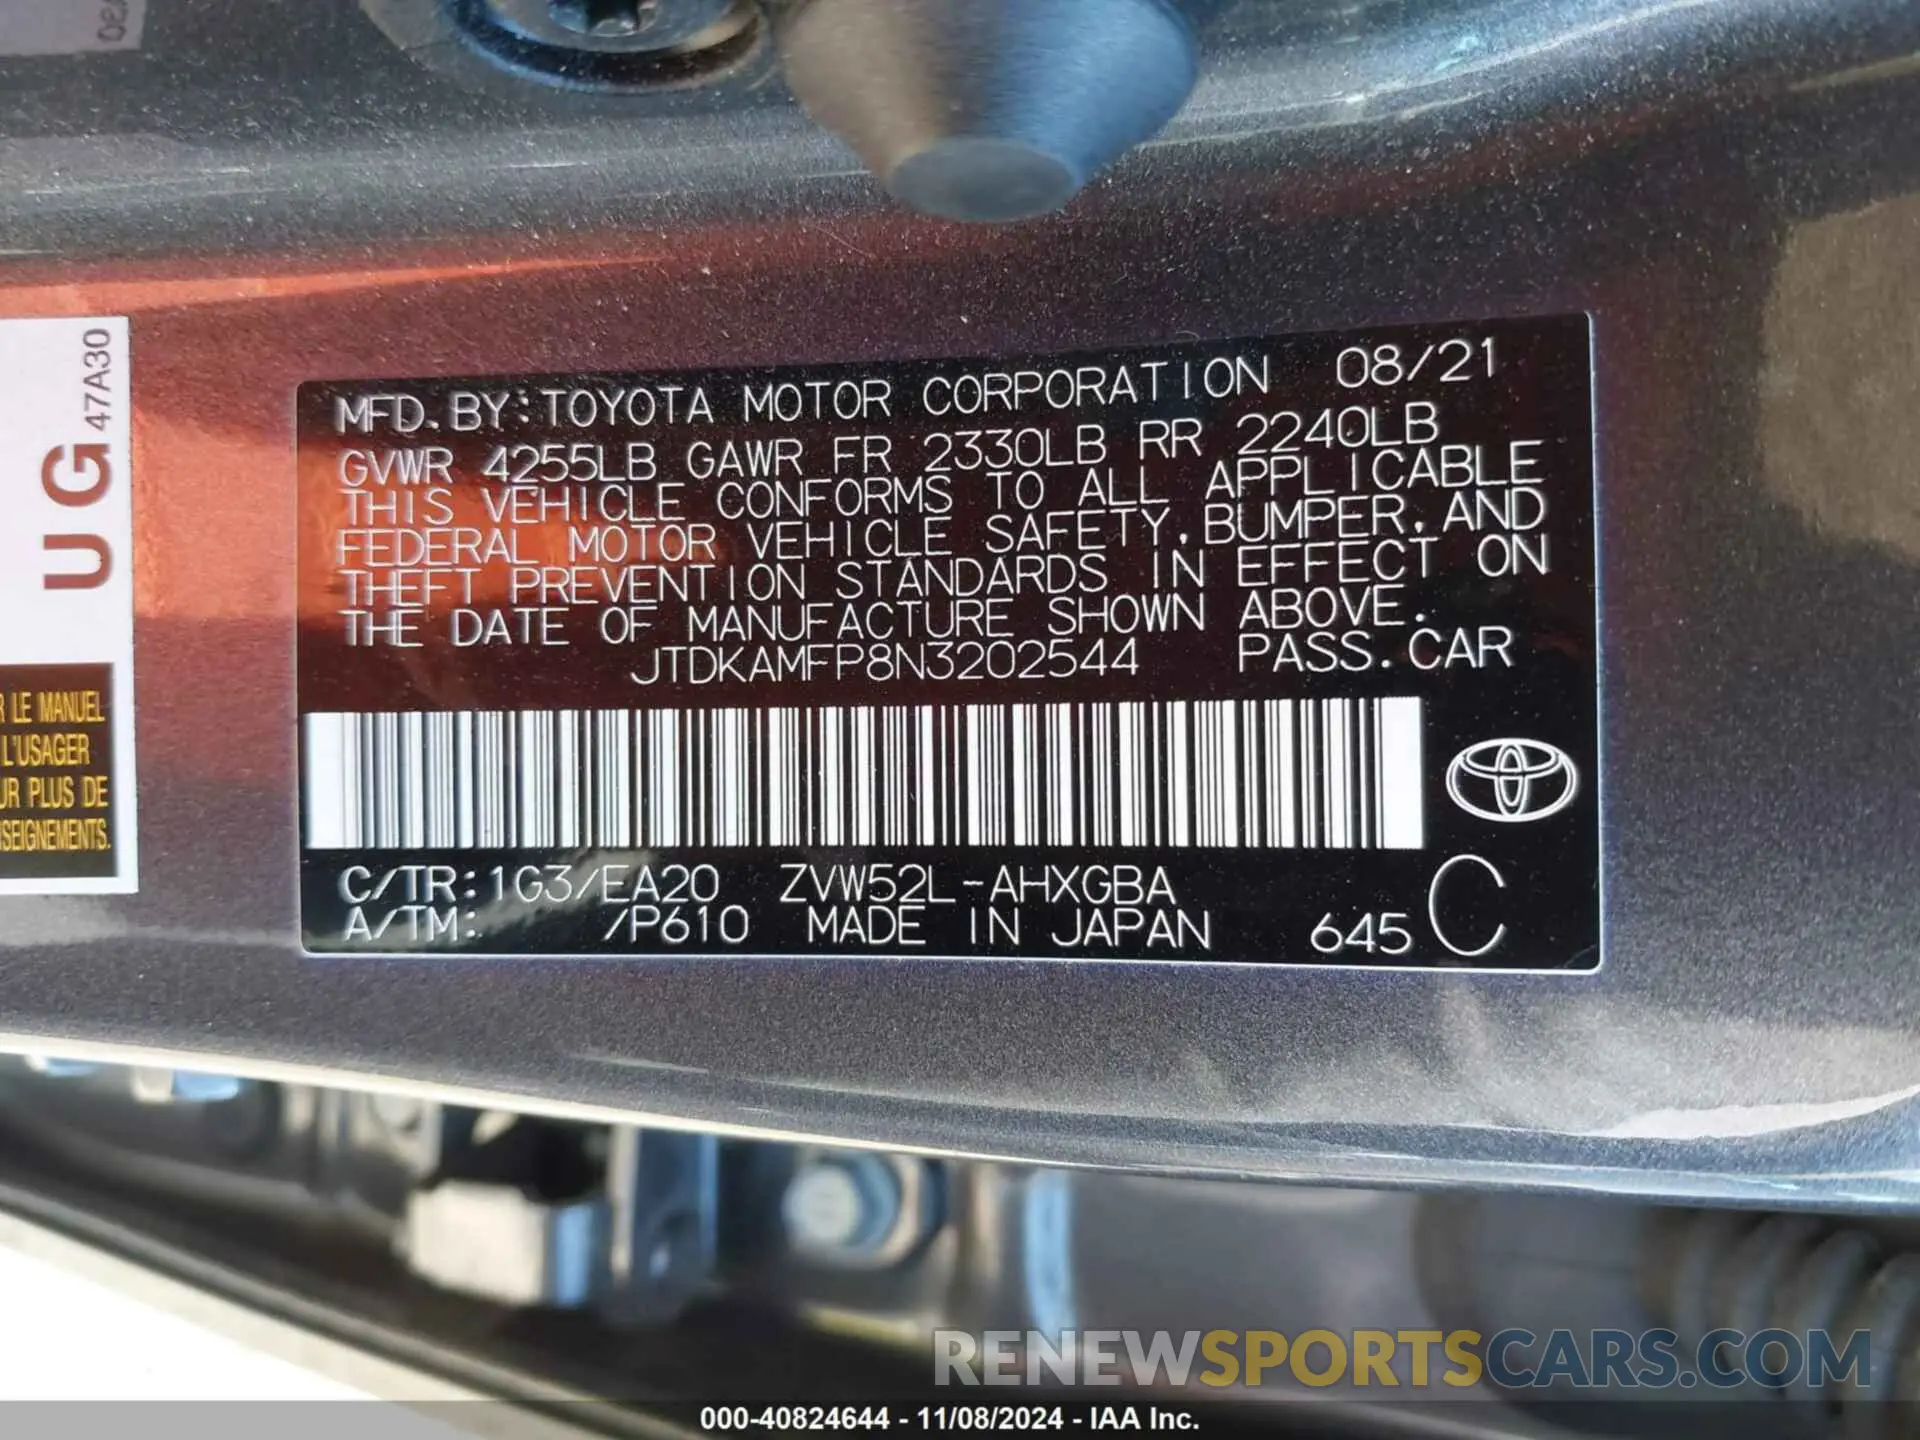 47A30
UG
R LE MANUEL
L'USAGER
UR PLUS DE
SEIGNEMENTS.
MFD. BY: TOYOTA MOTOR CORPORATION 08/21
GVWR 4255LB GAWR FR 2330LB RR 2240LB
THIS VEHICLE CONFORMS TO ALL APPLICABLE
FEDERAL MOTOR VEHICLE SAFETY, BUMPER, AND
THEFT PREVENTION STANDARDS IN EFFECT ON
THE DATE OF MANUFACTURE SHOWN ABOVE.
JTDKAMFP8N3202544 PASS. CAR
C/TR: 1G3/EA20 ZVW52L-AHXGBA
A/TM: /P610 MADE IN JAPAN 645 C
RENEWSPORTSCARS.COM
000-40824644 - 11/08/2024 - IAA Inc.